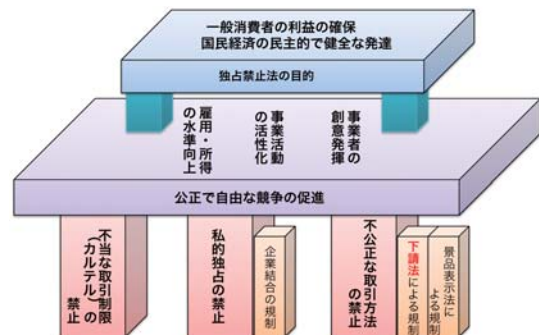 一般消費者の利益の確保
国民経済の民主的で健全な発達
独占禁止法の目的
雇用・所得
の水準向上
事業活動
の活性化
事業者の
創意発揮
公正で自由な競争の促進
不当な取引制限
(カルテル)の
禁止
私的独占の禁止
企業結合の規制
不公正な取引方法
の禁止
下請法による規制
景品表示法に
よる規制